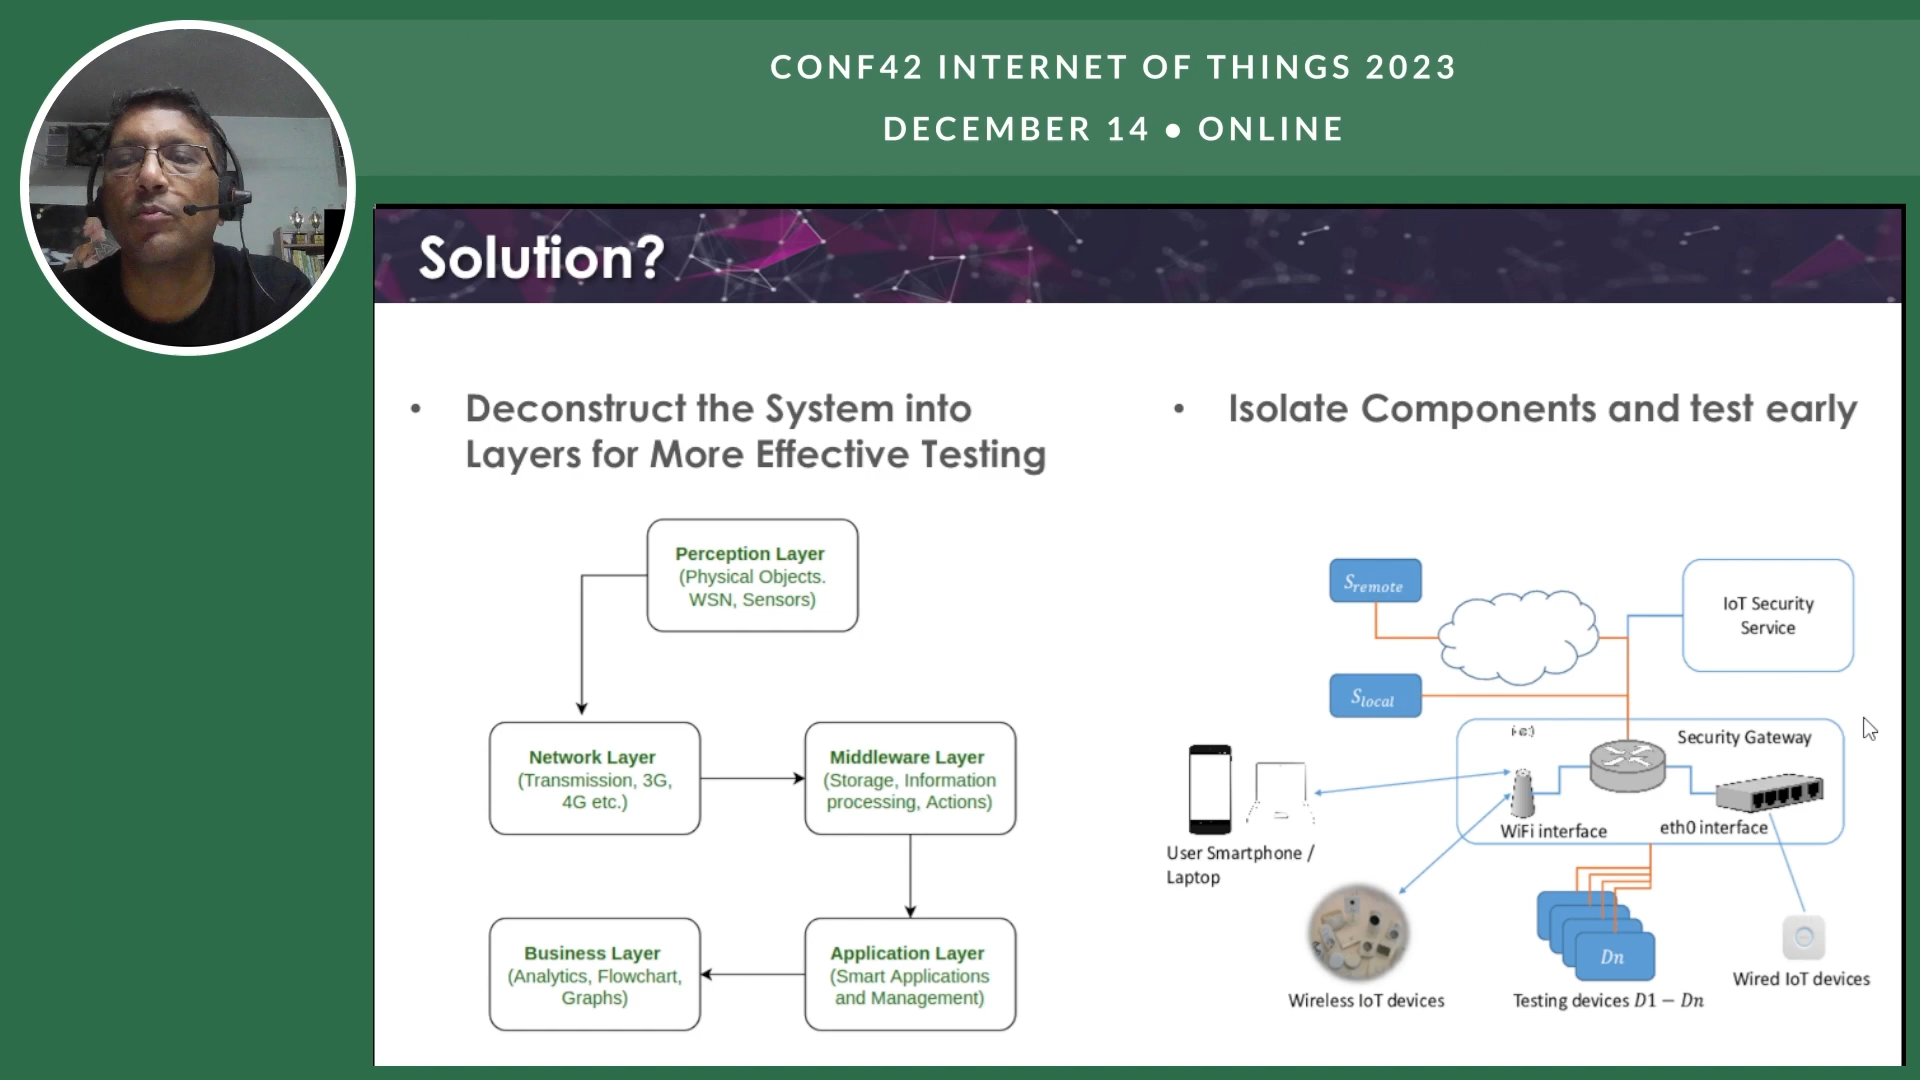 CONF42 INTERNET OF THINGS 2023
DECEMBER 14 • ONLINE
Solution?
• Deconstruct the System into
Layers for More Effective Testing
Perception Layer
(Physical Objects.
WSN, Sensors)
Network Layer
(Transmission, 3G,
4G etc.)
Middleware Layer
(Storage, Information
processing, Actions)
Business Layer
(Analytics, Flowchart,
Graphs)
Application Layer
(Smart Applications
and Management)
• Isolate Components and test early
Sremote
IoT Security
Service
Slocal
Security Gateway
WiFi interface
eth0 interface
User Smartphone /
Laptop
Dn
Wireless IoT devices
Testing devices D1 – Dn
Wired IoT devices